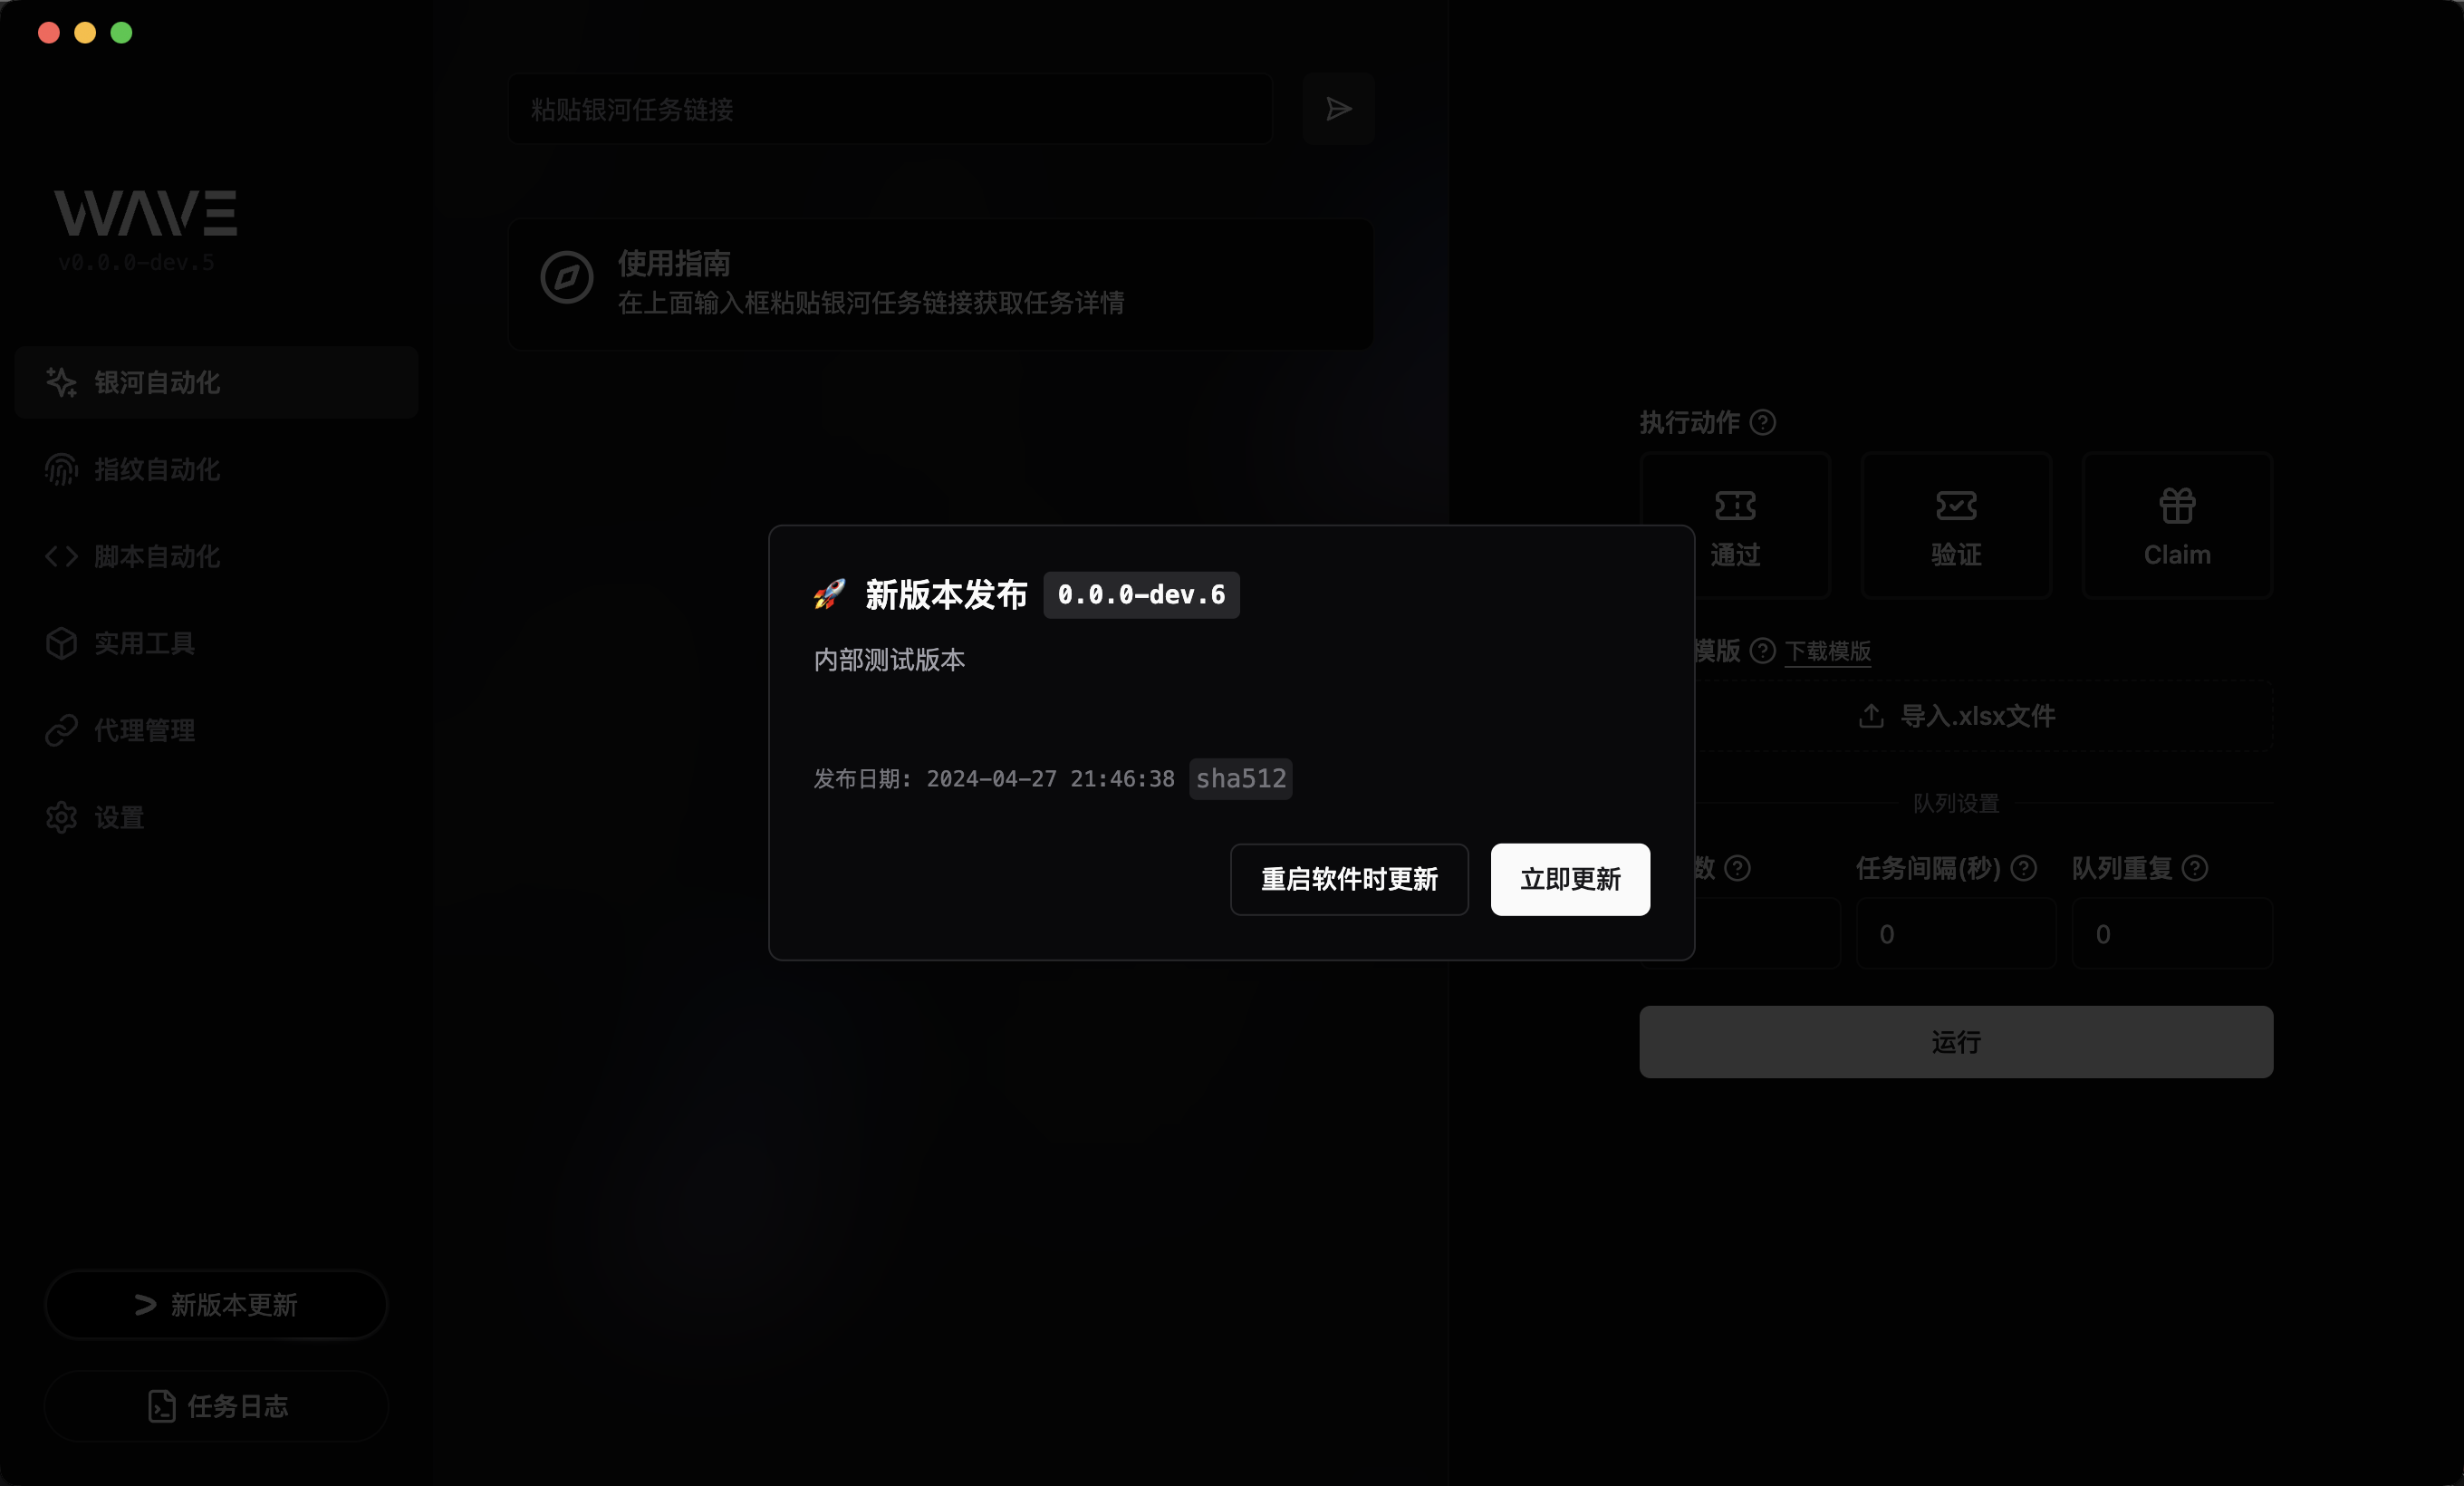 粘贴银河任务链接
WAVE
v0.0.0-dev.5
使用指南
在上面输入框粘贴银河任务链接获取任务详情
银河自动化
指纹自动化
脚本自动化
实用工具
代理管理
设置
新版本更新
任务日志
🚀 新版本发布 0.0.0-dev.6
内部测试版本
发布日期: 2024-04-27 21:46:38 sha512
重启软件时更新 立即更新
执行动作
通过 验证 Claim
模版 下载模版
导入.xlsx文件
队列设置
数 任务间隔(秒) 队列重复
0 0
运行